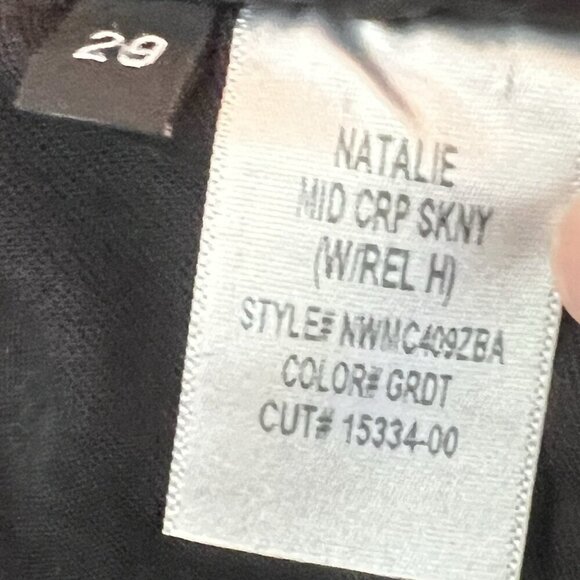 29
NATALIE
MID CRP SKNY
(W/REL H)
STYLE# NWMC409ZBA
COLOR# GRDT
CUT# 15334-00